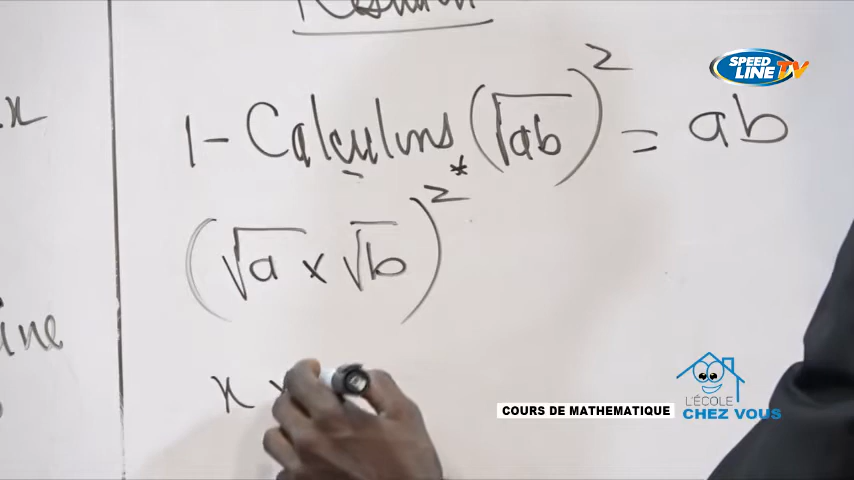 1- Calculons * (√ab)² = ab
(√a × √b)²
x
SPEED
LINE TV
L'ÉCOLE
CHEZ VOUS
COURS DE MATHEMATIQUE